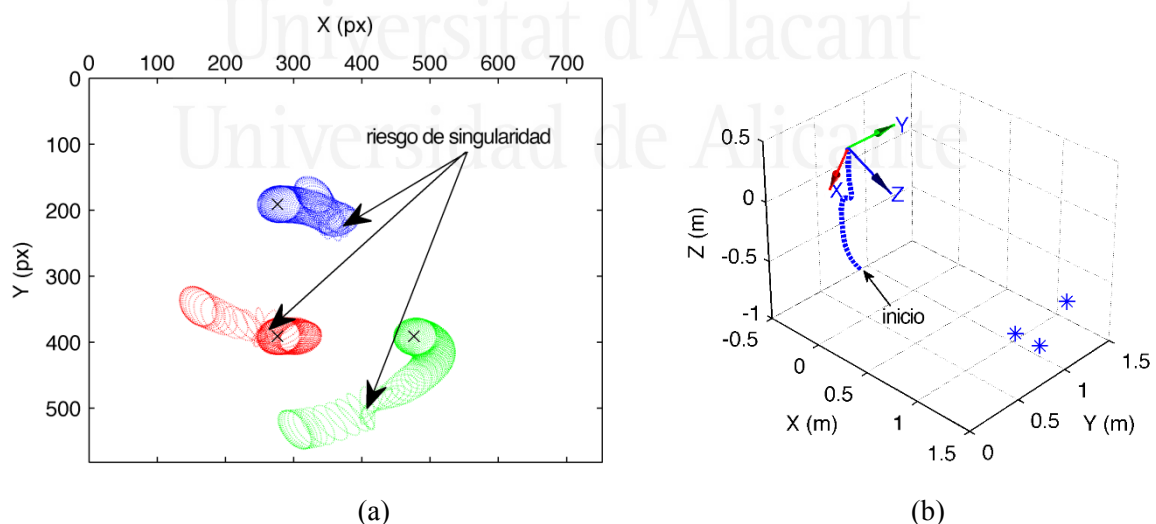 Universitat d'Alacant
Universidad de Alicante
X (px)
0 100 200 300 400 500 600 700
0
100
200
300
400
500
Y (px)
riesgo de singularidad
(a)
0.5
0
-0.5
-1
Z (m)
-0.5
0
0.5
1
1.5
X (m)
0
0.5
1
1.5
Y (m)
Y
X
Z
inicio
(b)